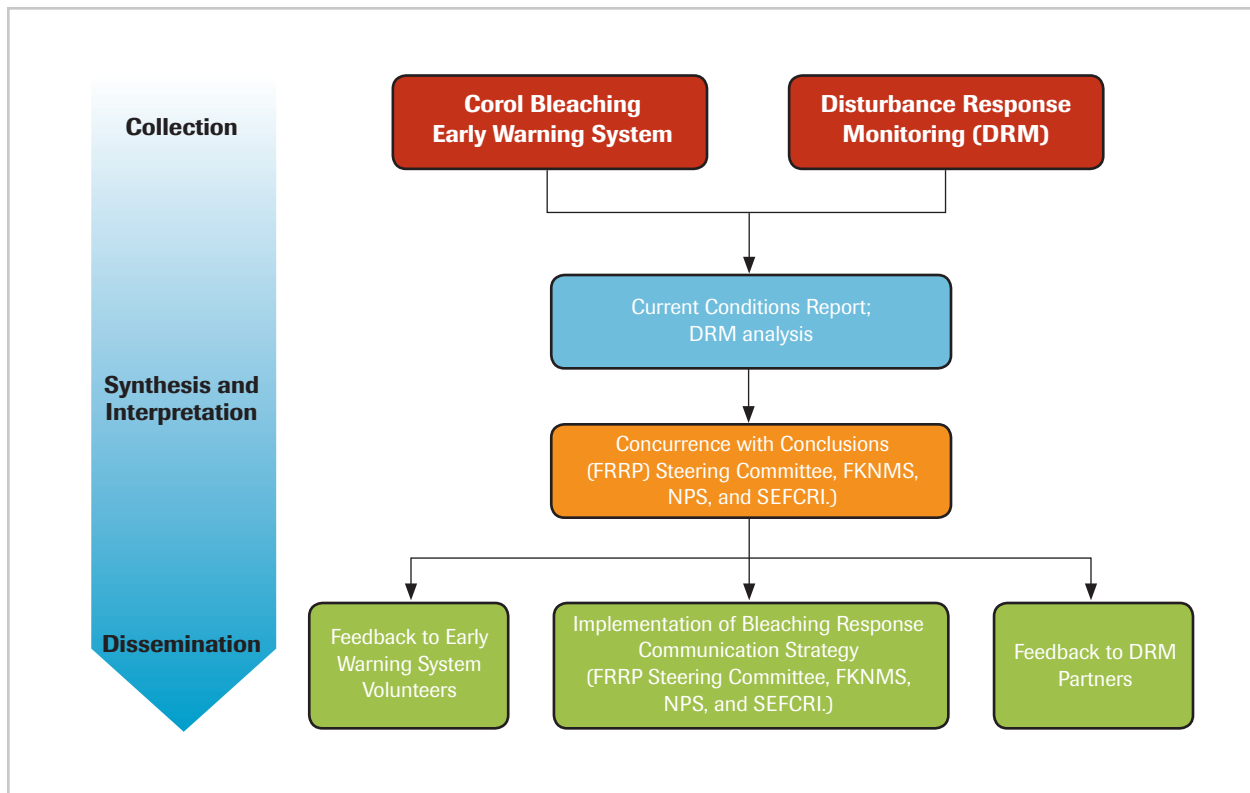 Collection
Corol Bleaching
Early Warning System
Disturbance Response
Monitoring (DRM)
Current Conditions Report;
DRM analysis
Synthesis and
Interpretation
Concurrence with Conclusions
(FRRP) Steering Committee, FKNMS,
NPS, and SEFCRI.)
Dissemination
Feedback to Early
Warning System
Volunteers
Implementation of Bleaching Response
Communication Strategy
(FRRP Steering Committee, FKNMS,
NPS, and SEFCRI.)
Feedback to DRM
Partners